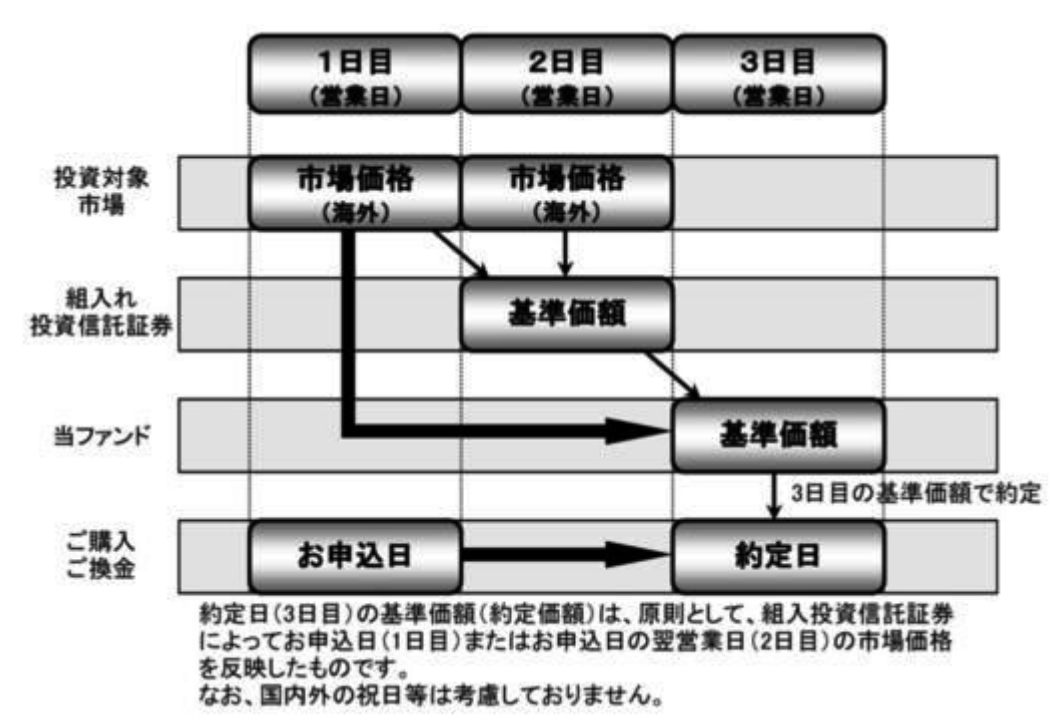 1日目
(営業日)
2日目
(営業日)
3日目
(営業日)
投資対象
市場
市場価格
(海外)
市場価格
(海外)
組入れ
投資信託証券
基準価額
当ファンド
基準価額
3日目の基準価額で約定
ご購入
ご換金
お申込日
約定日
約定日(3日目)の基準価額(約定価額)は、原則として、組入投資信託証券
によってお申込日(1日目)またはお申込日の翌営業日(2日目)の市場価格
を反映したものです。
なお、国内外の祝日等は考慮しておりません。